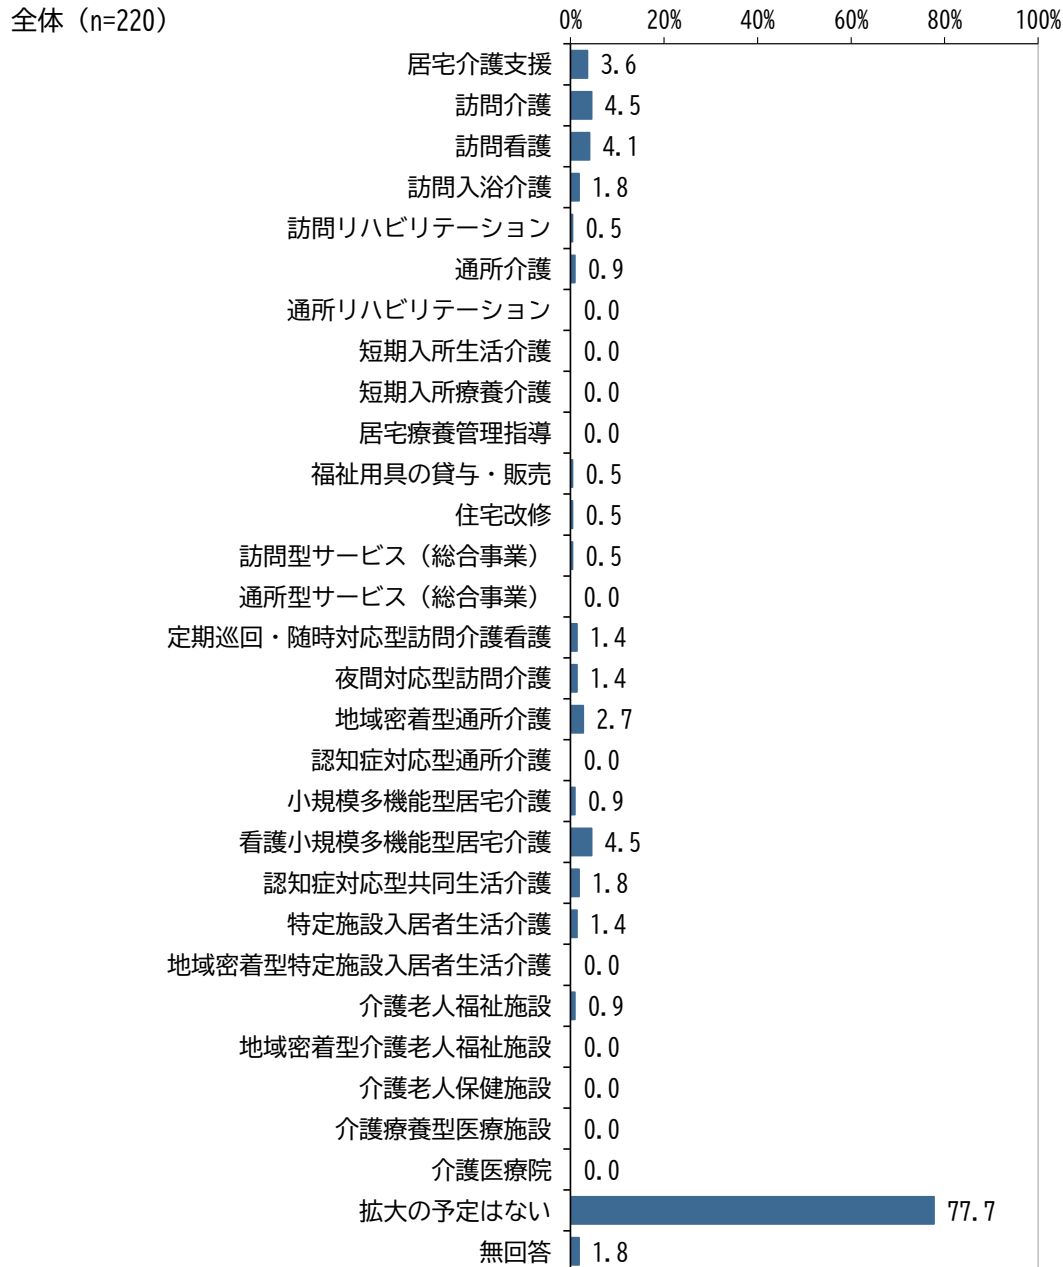 全体（n=220）
0% 20% 40% 60% 80% 100%
居宅介護支援 3.6
訪問介護 4.5
訪問看護 4.1
訪問入浴介護 1.8
訪問リハビリテーション 0.5
通所介護 0.9
通所リハビリテーション 0.0
短期入所生活介護 0.0
短期入所療養介護 0.0
居宅療養管理指導 0.0
福祉用具の貸与・販売 0.5
住宅改修 0.5
訪問型サービス（総合事業） 0.5
通所型サービス（総合事業） 0.0
定期巡回・随時対応型訪問介護看護 1.4
夜間対応型訪問介護 1.4
地域密着型通所介護 2.7
認知症対応型通所介護 0.0
小規模多機能型居宅介護 0.9
看護小規模多機能型居宅介護 4.5
認知症対応型共同生活介護 1.8
特定施設入居者生活介護 1.4
地域密着型特定施設入居者生活介護 0.0
介護老人福祉施設 0.9
地域密着型介護老人福祉施設 0.0
介護老人保健施設 0.0
介護療養型医療施設 0.0
介護医療院 0.0
拡大の予定はない 77.7
無回答 1.8